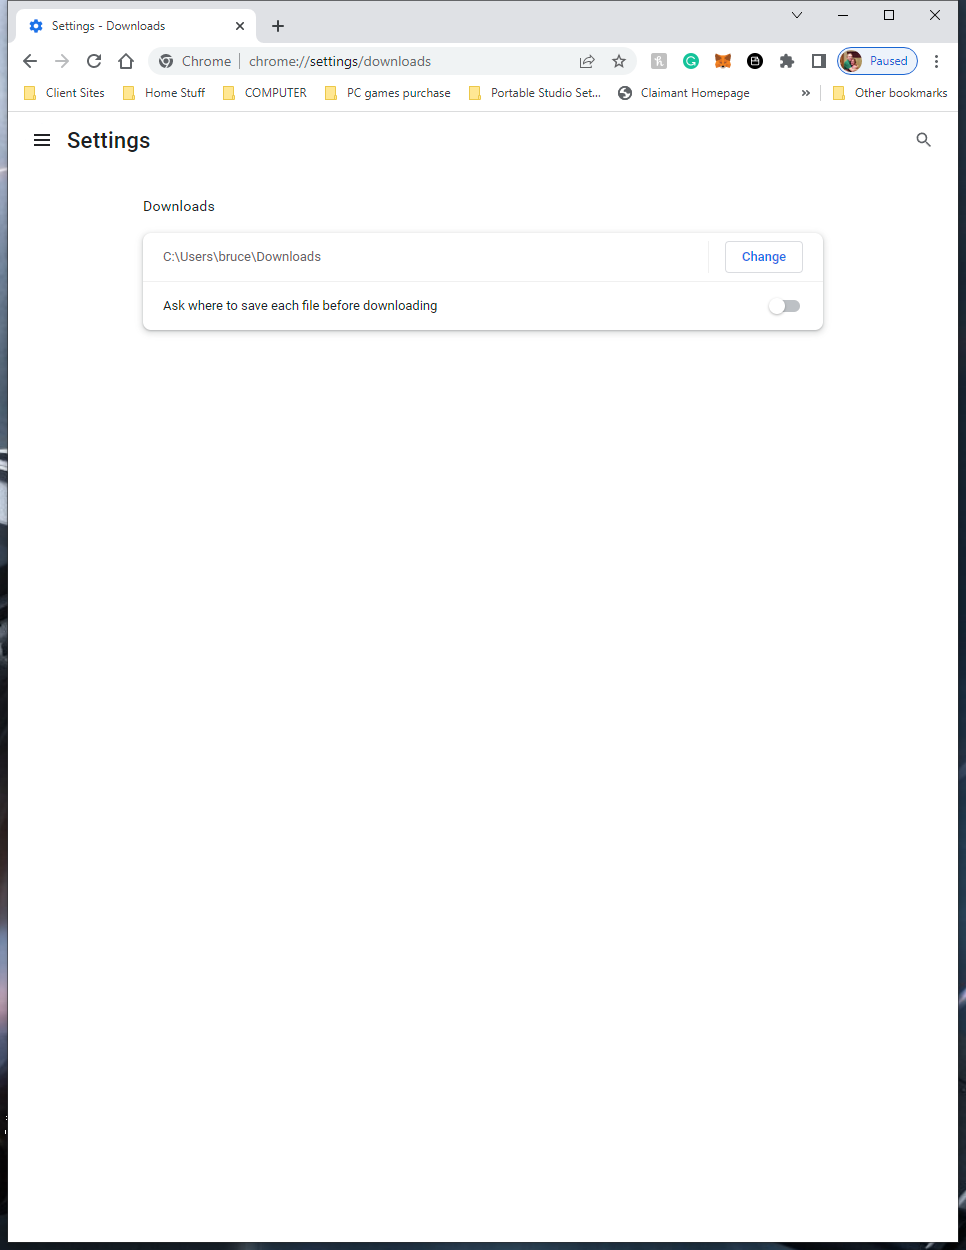 Settings - Downloads
Chrome | chrome://settings/downloads
Paused
Client Sites Home Stuff COMPUTER PC games purchase Portable Studio Set... Claimant Homepage » Other bookmarks
Settings
Downloads
C:\Users\bruce\Downloads Change
Ask where to save each file before downloading